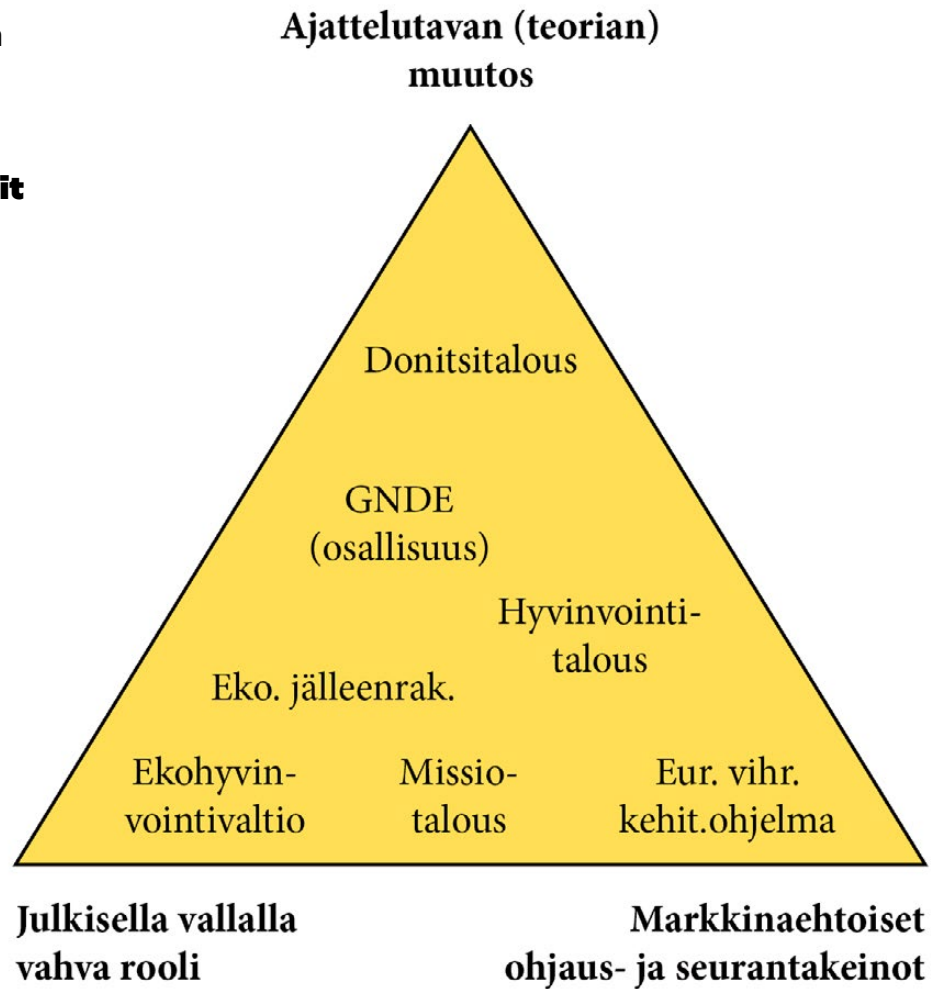 Ajattelutavan (teorian)
muutos
it
Donitsitalous
GNDE
(osallisuus)
Hyvinvointi-
talous
Eko. jälleenrak.
Ekohyvin-
vointivaltio
Missio-
talous
Eur. vihr.
kehit.ohjelma
Julkisella vallalla
vahva rooli
Markkinaehtoiset
ohjaus- ja seurantakeinot